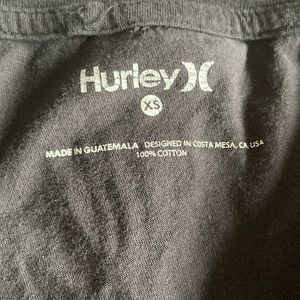 Hurley
XS
MADE IN GUATEMALA DESIGNED IN COSTA MESA, CA, USA
100% COTTON